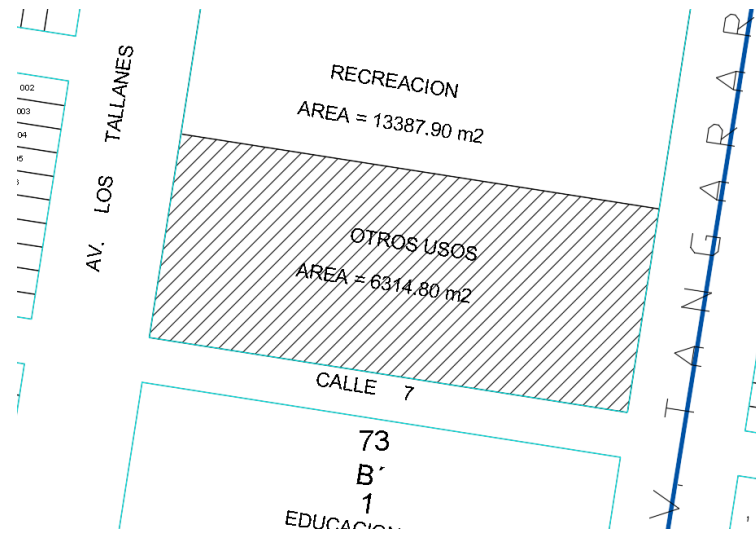 RECREACION
AREA = 13387.90 m2
OTROS USOS
AREA = 6314.80 m2
AV. LOS TALLANES
CALLE 7
73
B´
1
002
003
04